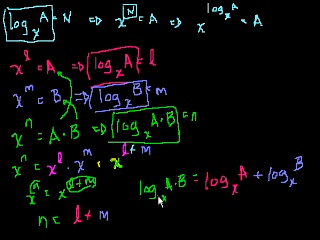 log_x A = N ⇒ x^N = A ⇒ x^(log_x A) = A
x^l = A ⇒ log_x A = l
x^m = B ⇒ log_x B = m
x^n = A·B ⇒ log_x A·B = n
x^n = x^l · x^m = x^(l+m)
x^n = x^(l+m) log_x A·B = log_x A + log_x B
n = l + m